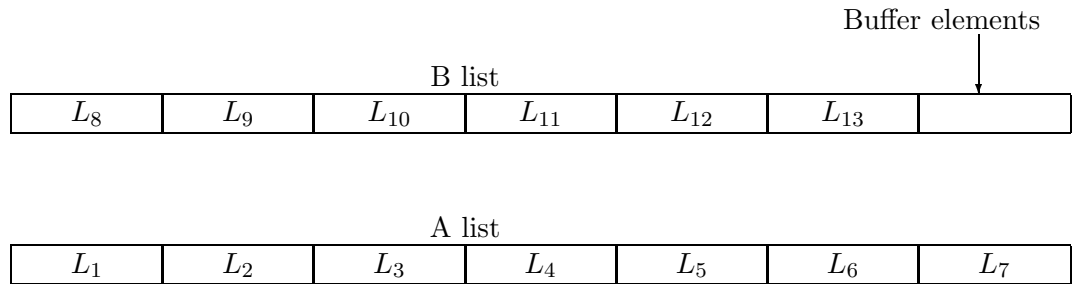 Buffer elements
B list
L₈ L₉ L₁₀ L₁₁ L₁₂ L₁₃
A list
L₁ L₂ L₃ L₄ L₅ L₆ L₇